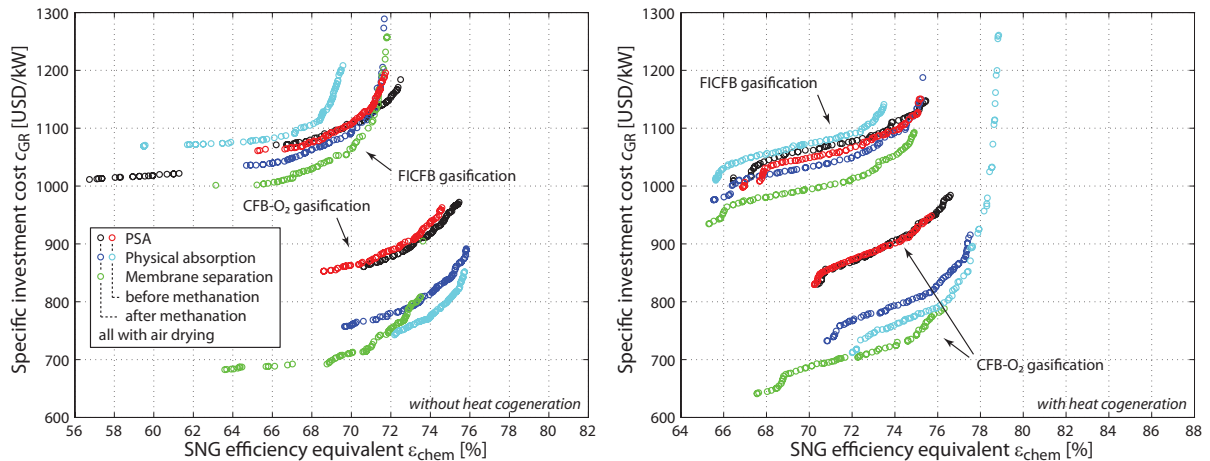 1300
1200
1100
1000
900
800
700
600
Specific investment cost c_GR [USD/kW]
FICFB gasification
CFB-O₂ gasification
PSA
Physical absorption
Membrane separation
before methanation
after methanation
all with air drying
without heat cogeneration
56 58 60 62 64 66 68 70 72 74 76 78 80 82
SNG efficiency equivalent ε_chem [%]
1300
1200
1100
1000
900
800
700
600
Specific investment cost c_GR [USD/kW]
FICFB gasification
CFB-O₂ gasification
with heat cogeneration
64 66 68 70 72 74 76 78 80 82 84 86 88
SNG efficiency equivalent ε_chem [%]